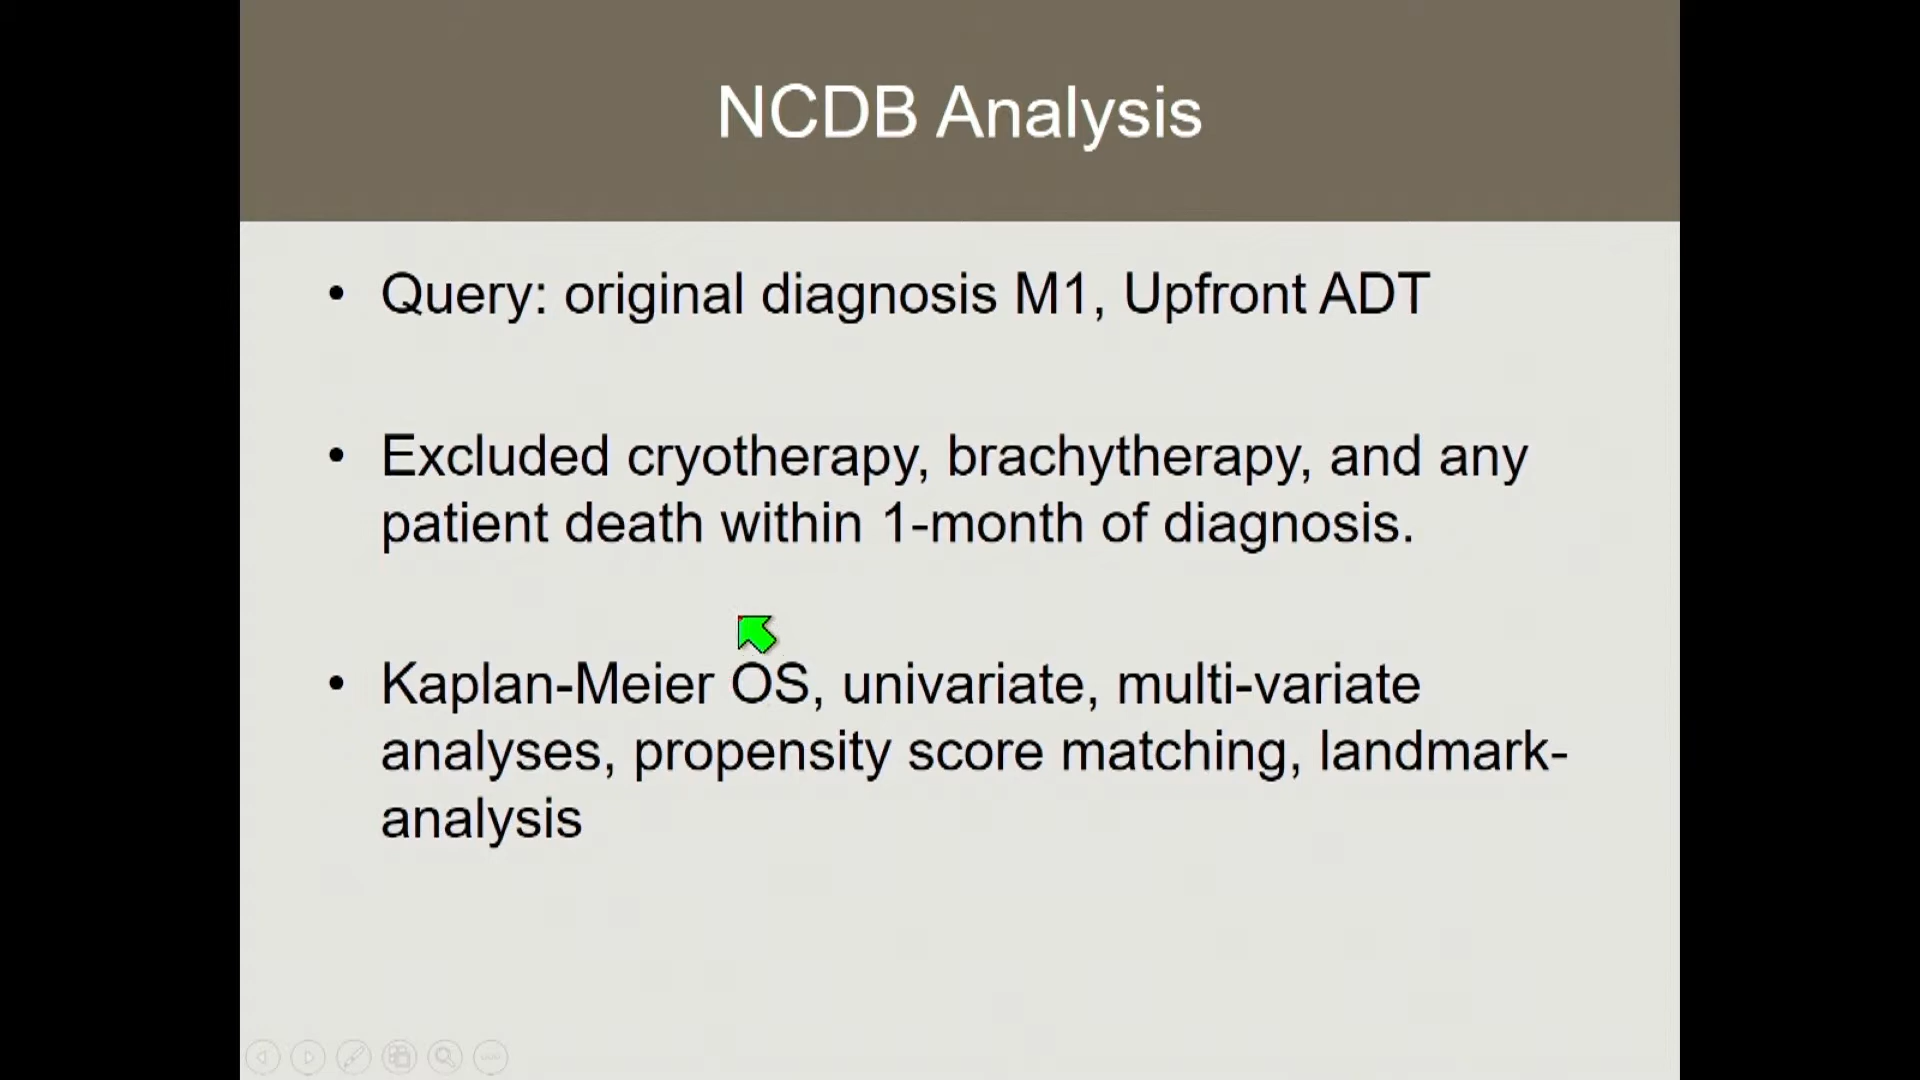 NCDB Analysis
• Query: original diagnosis M1, Upfront ADT
• Excluded cryotherapy, brachytherapy, and any
patient death within 1-month of diagnosis.
• Kaplan-Meier OS, univariate, multi-variate
analyses, propensity score matching, landmark-
analysis